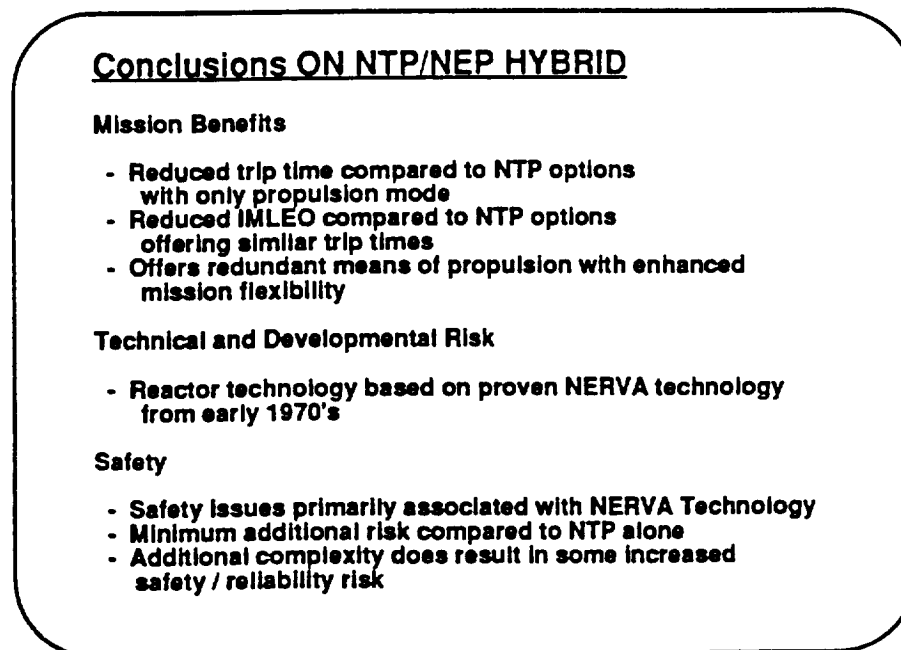 Conclusions ON NTP/NEP HYBRID
Mission Benefits
- Reduced trip time compared to NTP options
with only propulsion mode
- Reduced IMLEO compared to NTP options
offering similar trip times
- Offers redundant means of propulsion with enhanced
mission flexibility
Technical and Developmental Risk
- Reactor technology based on proven NERVA technology
from early 1970's
Safety
- Safety issues primarily associated with NERVA Technology
- Minimum additional risk compared to NTP alone
- Additional complexity does result in some increased
safety / reliability risk